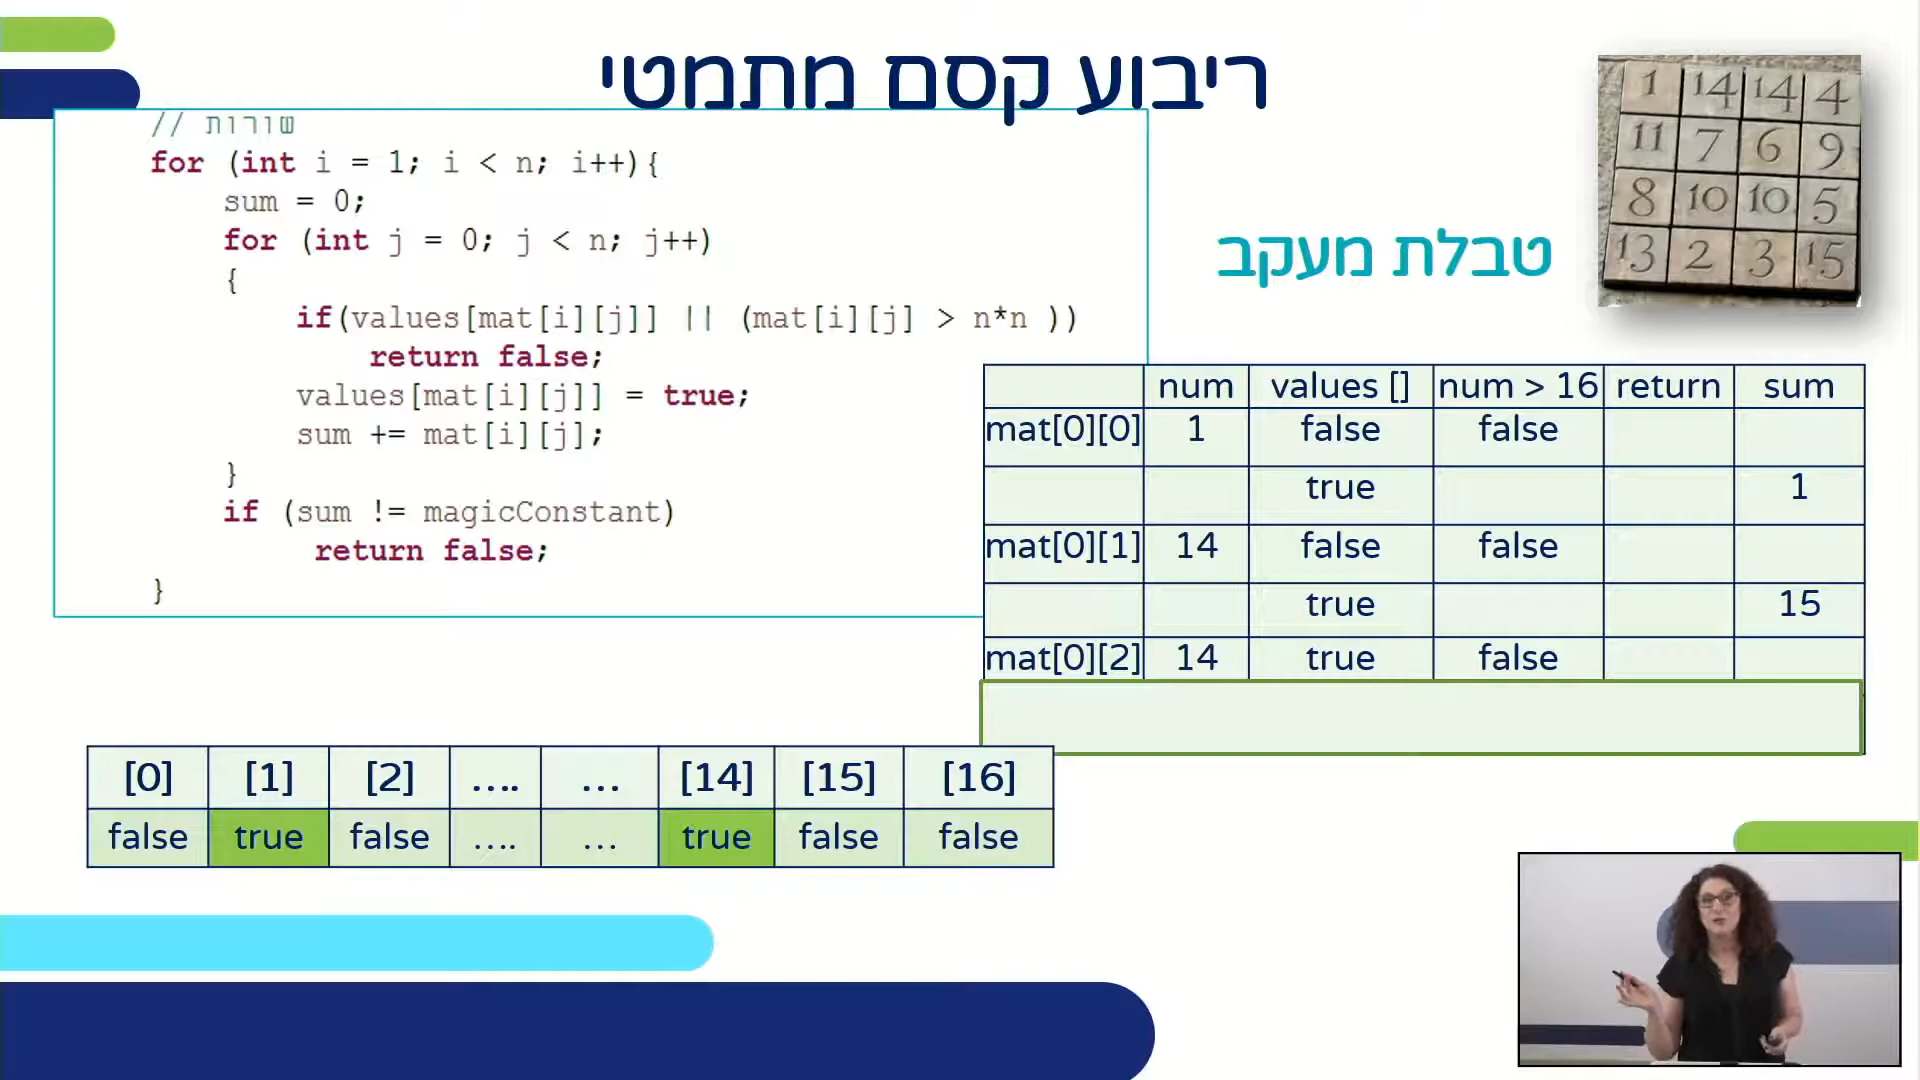 ריבוע קסם מתמטי
// שורות
for (int i = 1; i < n; i++){
sum = 0;
for (int j = 0; j < n; j++)
{
if(values[mat[i][j]] || (mat[i][j] > n*n ))
return false;
values[mat[i][j]] = true;
sum += mat[i][j];
}
if (sum != magicConstant)
return false;
}
טבלת מעקב
1 14 14 4
11 7 6 9
8 10 10 5
13 2 3 15
num values [] num > 16 return sum
mat[0][0] 1 false false
true 1
mat[0][1] 14 false false
true 15
mat[0][2] 14 true false
[0] [1] [2] .... ... [14] [15] [16]
false true false .... ... true false false